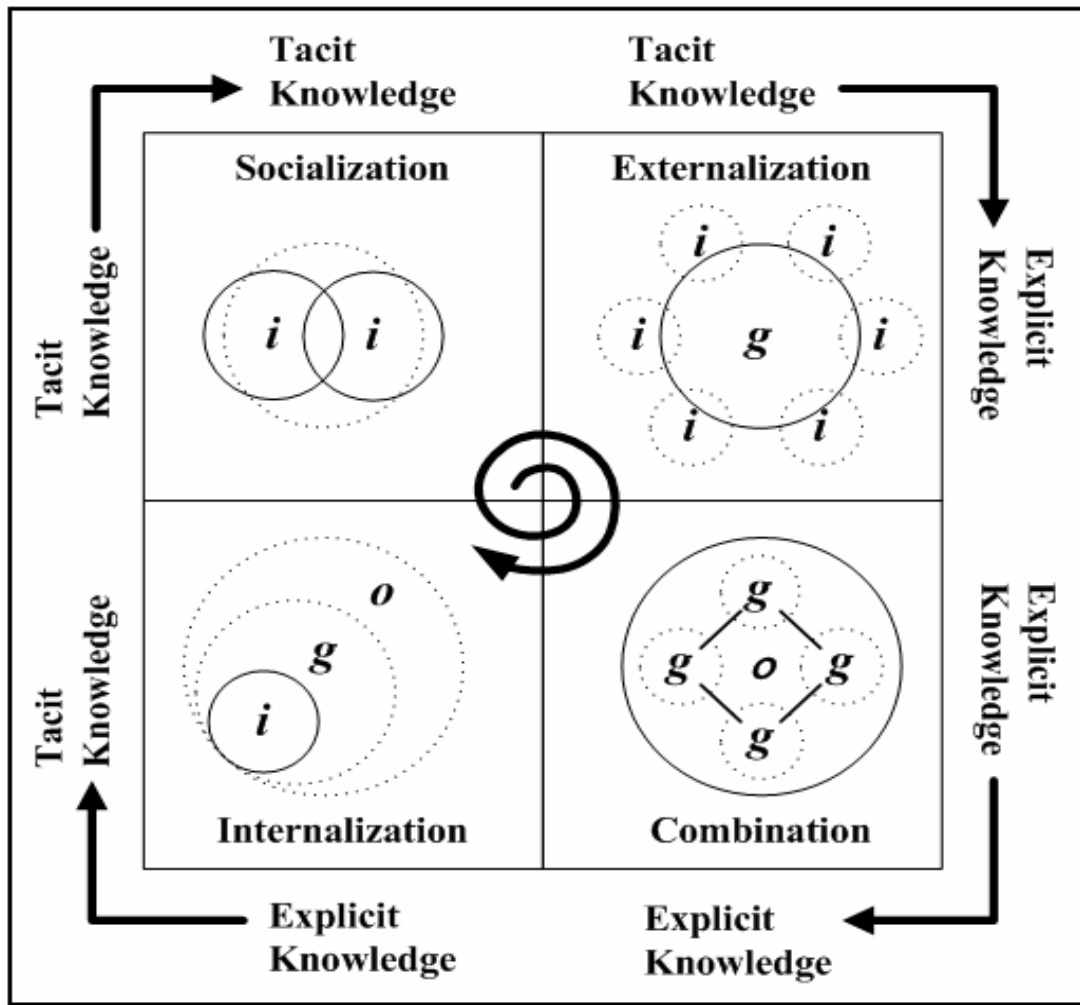 Tacit
Knowledge
Tacit
Knowledge
Socialization
Externalization
i
i
i
i
i
g
i
i
i
Tacit
Knowledge
Explicit
Knowledge
o
g
i
g
g
o
g
g
Tacit
Knowledge
Explicit
Knowledge
Internalization
Combination
Explicit
Knowledge
Explicit
Knowledge